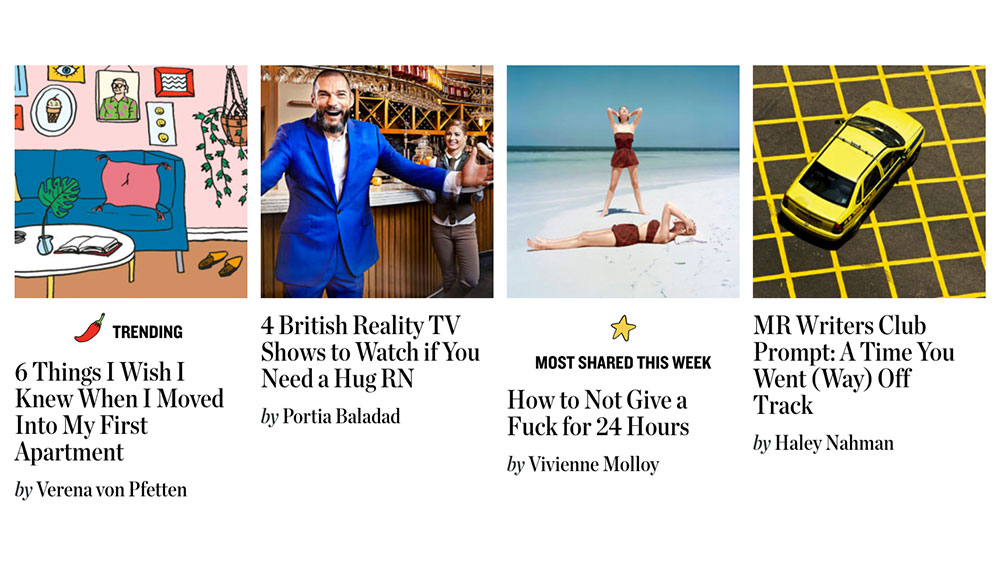 TRENDING
6 Things I Wish I
Knew When I Moved
Into My First
Apartment
by Verena von Pfetten
4 British Reality TV
Shows to Watch if You
Need a Hug RN
by Portia Baladad
MOST SHARED THIS WEEK
How to Not Give a
Fuck for 24 Hours
by Vivienne Molloy
MR Writers Club
Prompt: A Time You
Went (Way) Off
Track
by Haley Nahman